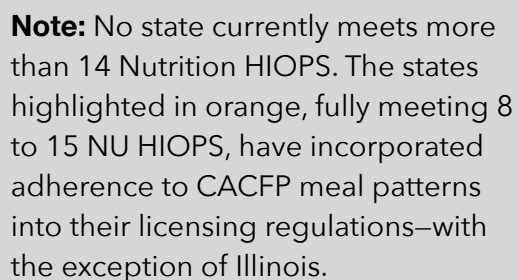 Note: No state currently meets more
than 14 Nutrition HIOPS. The states
highlighted in orange, fully meeting 8
to 15 NU HIOPS, have incorporated
adherence to CACFP meal patterns
into their licensing regulations—with
the exception of Illinois.